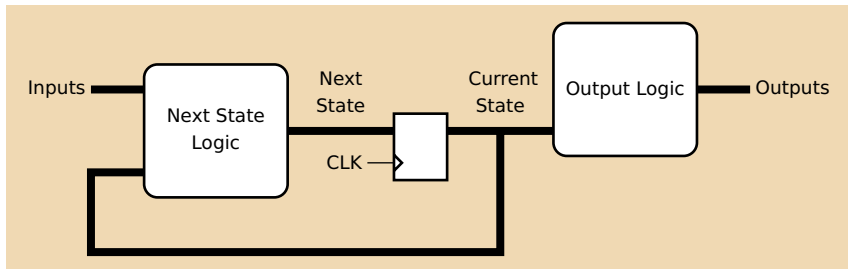 Inputs
Next State
Logic
Next
State
CLK
Current
State
Output Logic
Outputs